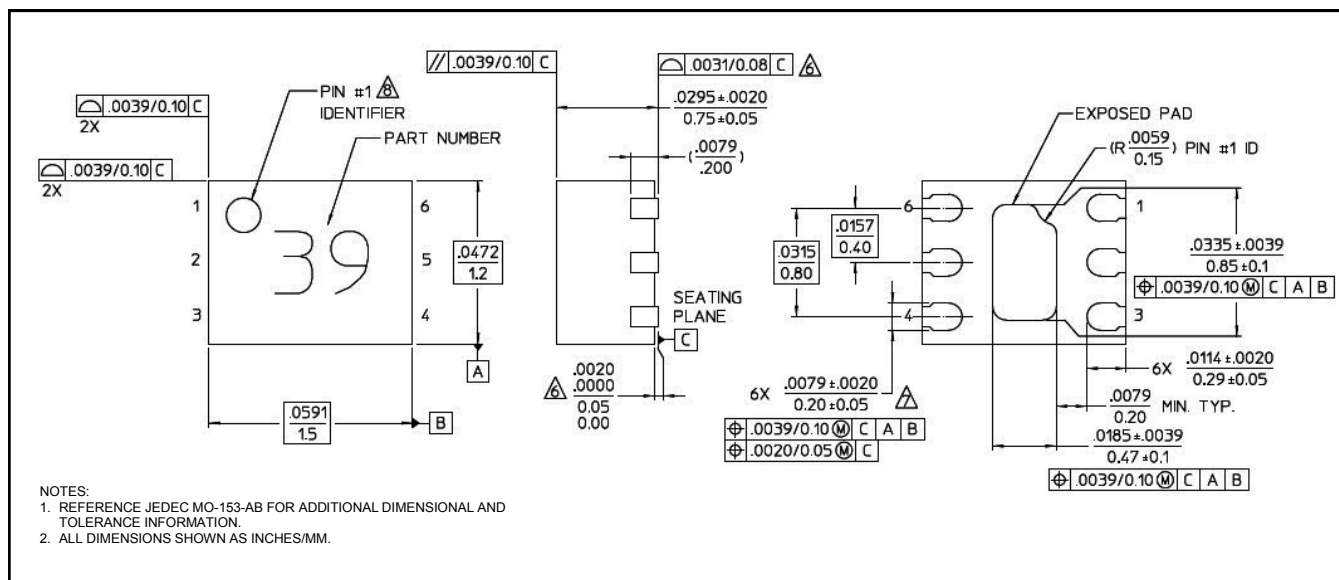 // .0039/0.10 C
⌓ .0031/0.08 C 6
⌓ .0039/0.10 C
2X
PIN #1 8
IDENTIFIER
PART NUMBER
⌓ .0039/0.10 C
2X
1
2
3
39
6
5
4
.0472
1.2
A
.0591
1.5
B
.0295±.0020
0.75±0.05
(.0079
.200)
SEATING
PLANE
C
6
.0020
.0000
0.05
0.00
EXPOSED PAD
(R .0059
0.15) PIN #1 ID
6
4
1
3
.0315
0.80
.0157
0.40
.0335±.0039
0.85±0.1
⌖ .0039/0.10 Ⓜ C A B
6X .0114±.0020
0.29±0.05
6X .0079±.0020
0.20±0.05
7
⌖ .0039/0.10 Ⓜ C A B
⌖ .0020/0.05 Ⓜ C
.0079
0.20 MIN. TYP.
.0185±.0039
0.47±0.1
⌖ .0039/0.10 Ⓜ C A B
NOTES:
1. REFERENCE JEDEC MO-153-AB FOR ADDITIONAL DIMENSIONAL AND
TOLERANCE INFORMATION.
2. ALL DIMENSIONS SHOWN AS INCHES/MM.